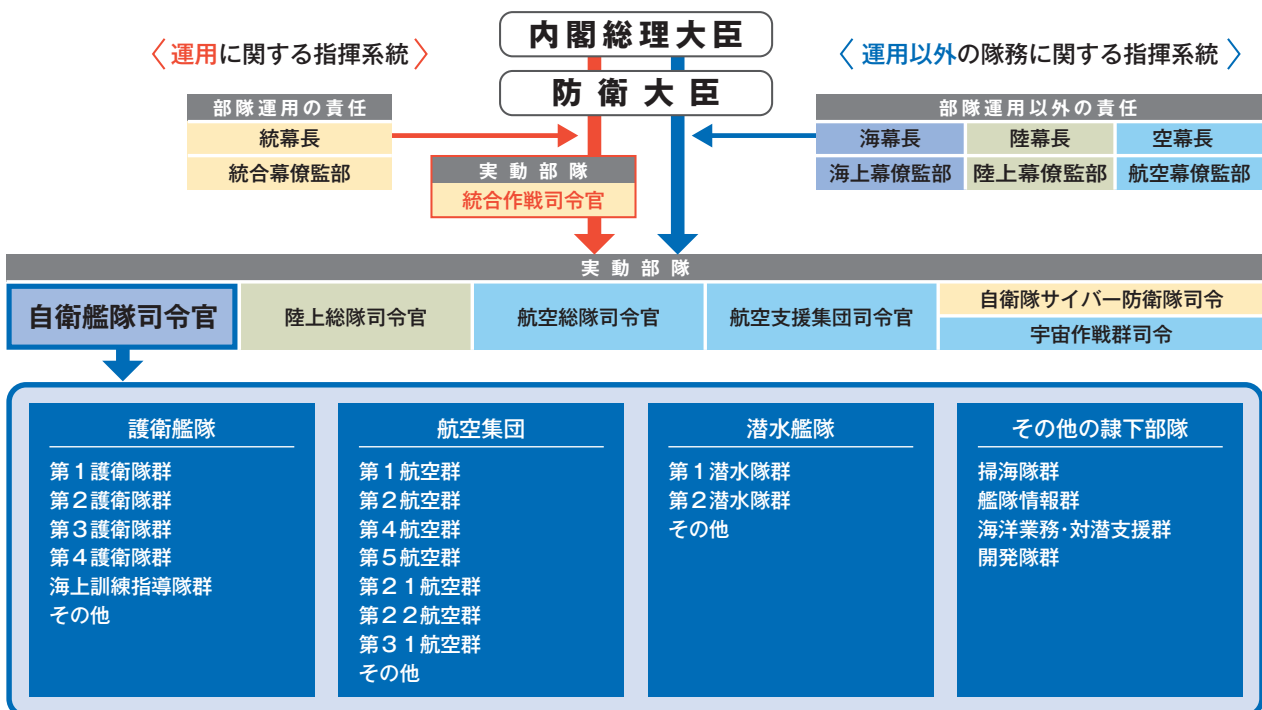 内閣総理大臣
〈運用に関する指揮系統〉
〈運用以外の隊務に関する指揮系統〉
防衛大臣
部隊運用の責任
統幕長
統合幕僚監部
部隊運用以外の責任
海幕長 陸幕長 空幕長
海上幕僚監部 陸上幕僚監部 航空幕僚監部
実動部隊
統合作戦司令官
実動部隊
自衛艦隊司令官
陸上総隊司令官
航空総隊司令官
航空支援集団司令官
自衛隊サイバー防衛隊司令
宇宙作戦群司令
護衛艦隊
第1護衛隊群
第2護衛隊群
第3護衛隊群
第4護衛隊群
海上訓練指導隊群
その他
航空集団
第1航空群
第2航空群
第4航空群
第5航空群
第21航空群
第22航空群
第31航空群
その他
潜水艦隊
第1潜水隊群
第2潜水隊群
その他
その他の隷下部隊
掃海隊群
艦隊情報群
海洋業務・対潜支援群
開発隊群